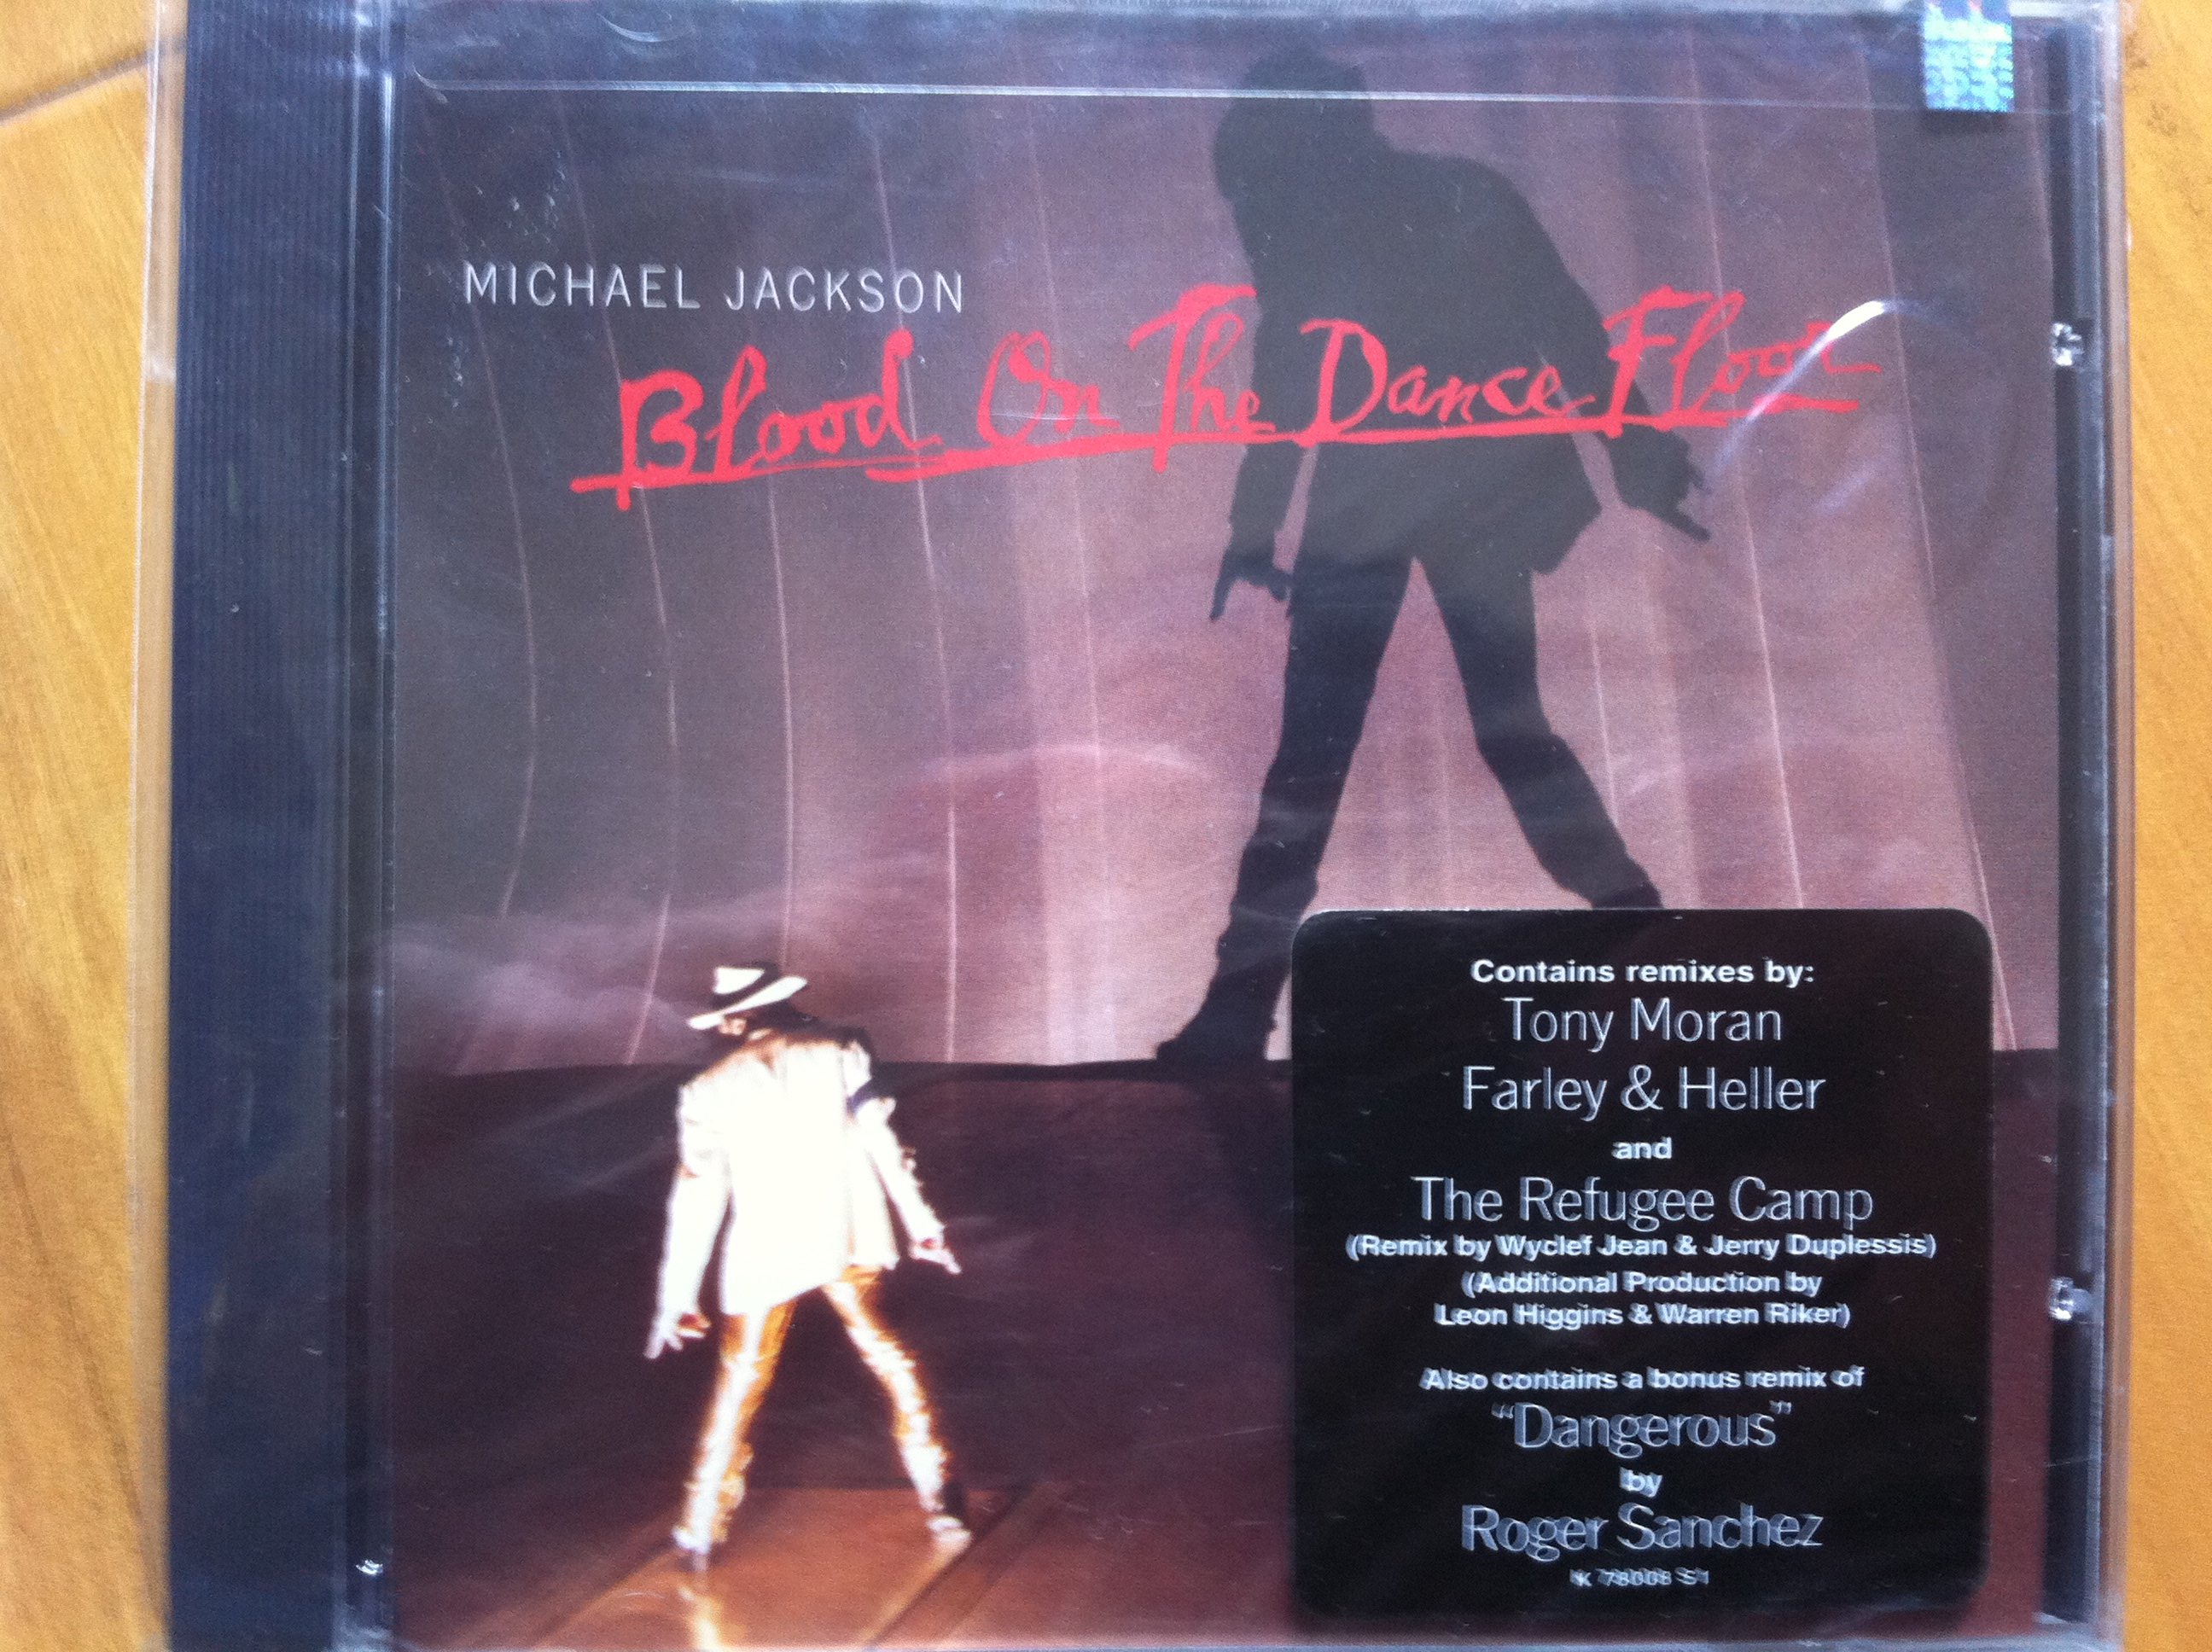 MICHAEL JACKSON
Blood On The Dance Floor
Contains remixes by:
Tony Moran
Farley & Heller
and
The Refugee Camp
(Remix by Wyclef Jean & Jerry Duplessis)
(Additional Production by
Leon Higgins & Warren Riker)
Also contains a bonus remix of
“Dangerous”
by
Roger Sanchez
K 78008 S1